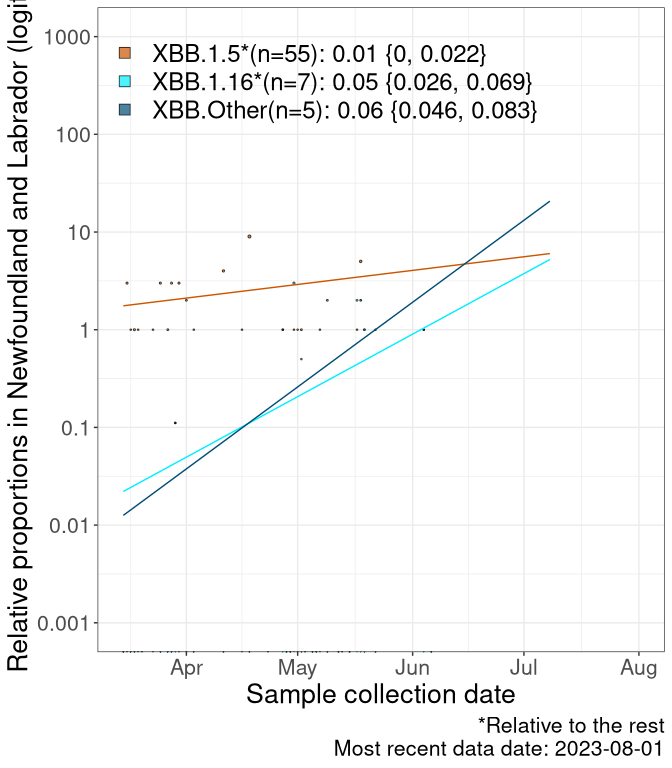 Relative proportions in Newfoundland and Labrador
1000
100
10
1
0.1
0.01
0.001
XBB.1.5*(n=55): 0.01 {0, 0.022}
XBB.1.16*(n=7): 0.05 {0.026, 0.069}
XBB.Other(n=5): 0.06 {0.046, 0.083}
Apr May Jun Jul Aug
Sample collection date
*Relative to the rest
Most recent data date: 2023-08-01